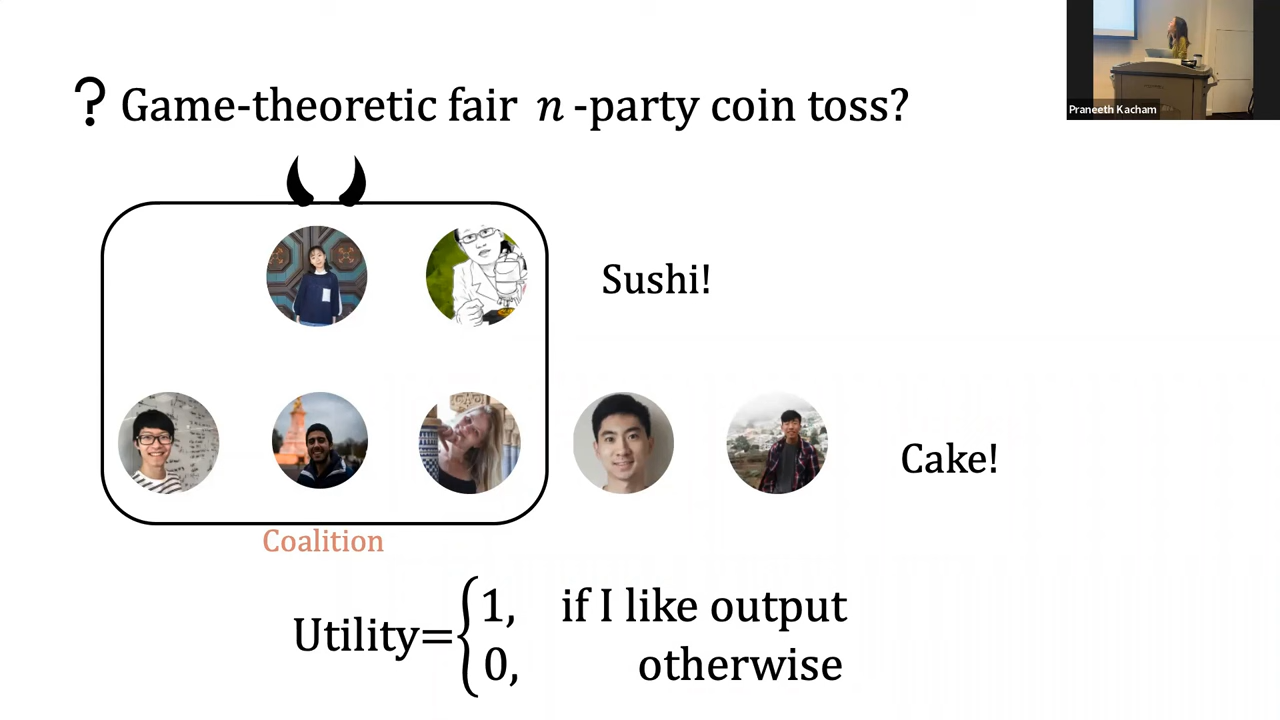 ? Game-theoretic fair n -party coin toss?
Praneeth Kacham
Sushi!
Cake!
Coalition
Utility={1, if I like output
0, otherwise